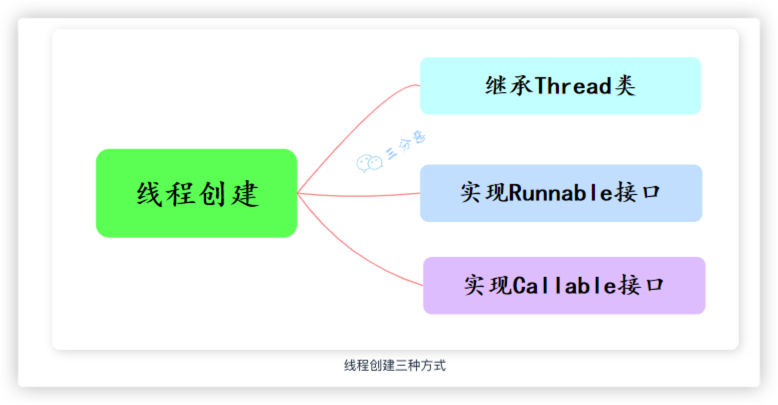 继承Thread类
三分恶
线程创建
实现Runnable接口
实现Callable接口
线程创建三种方式